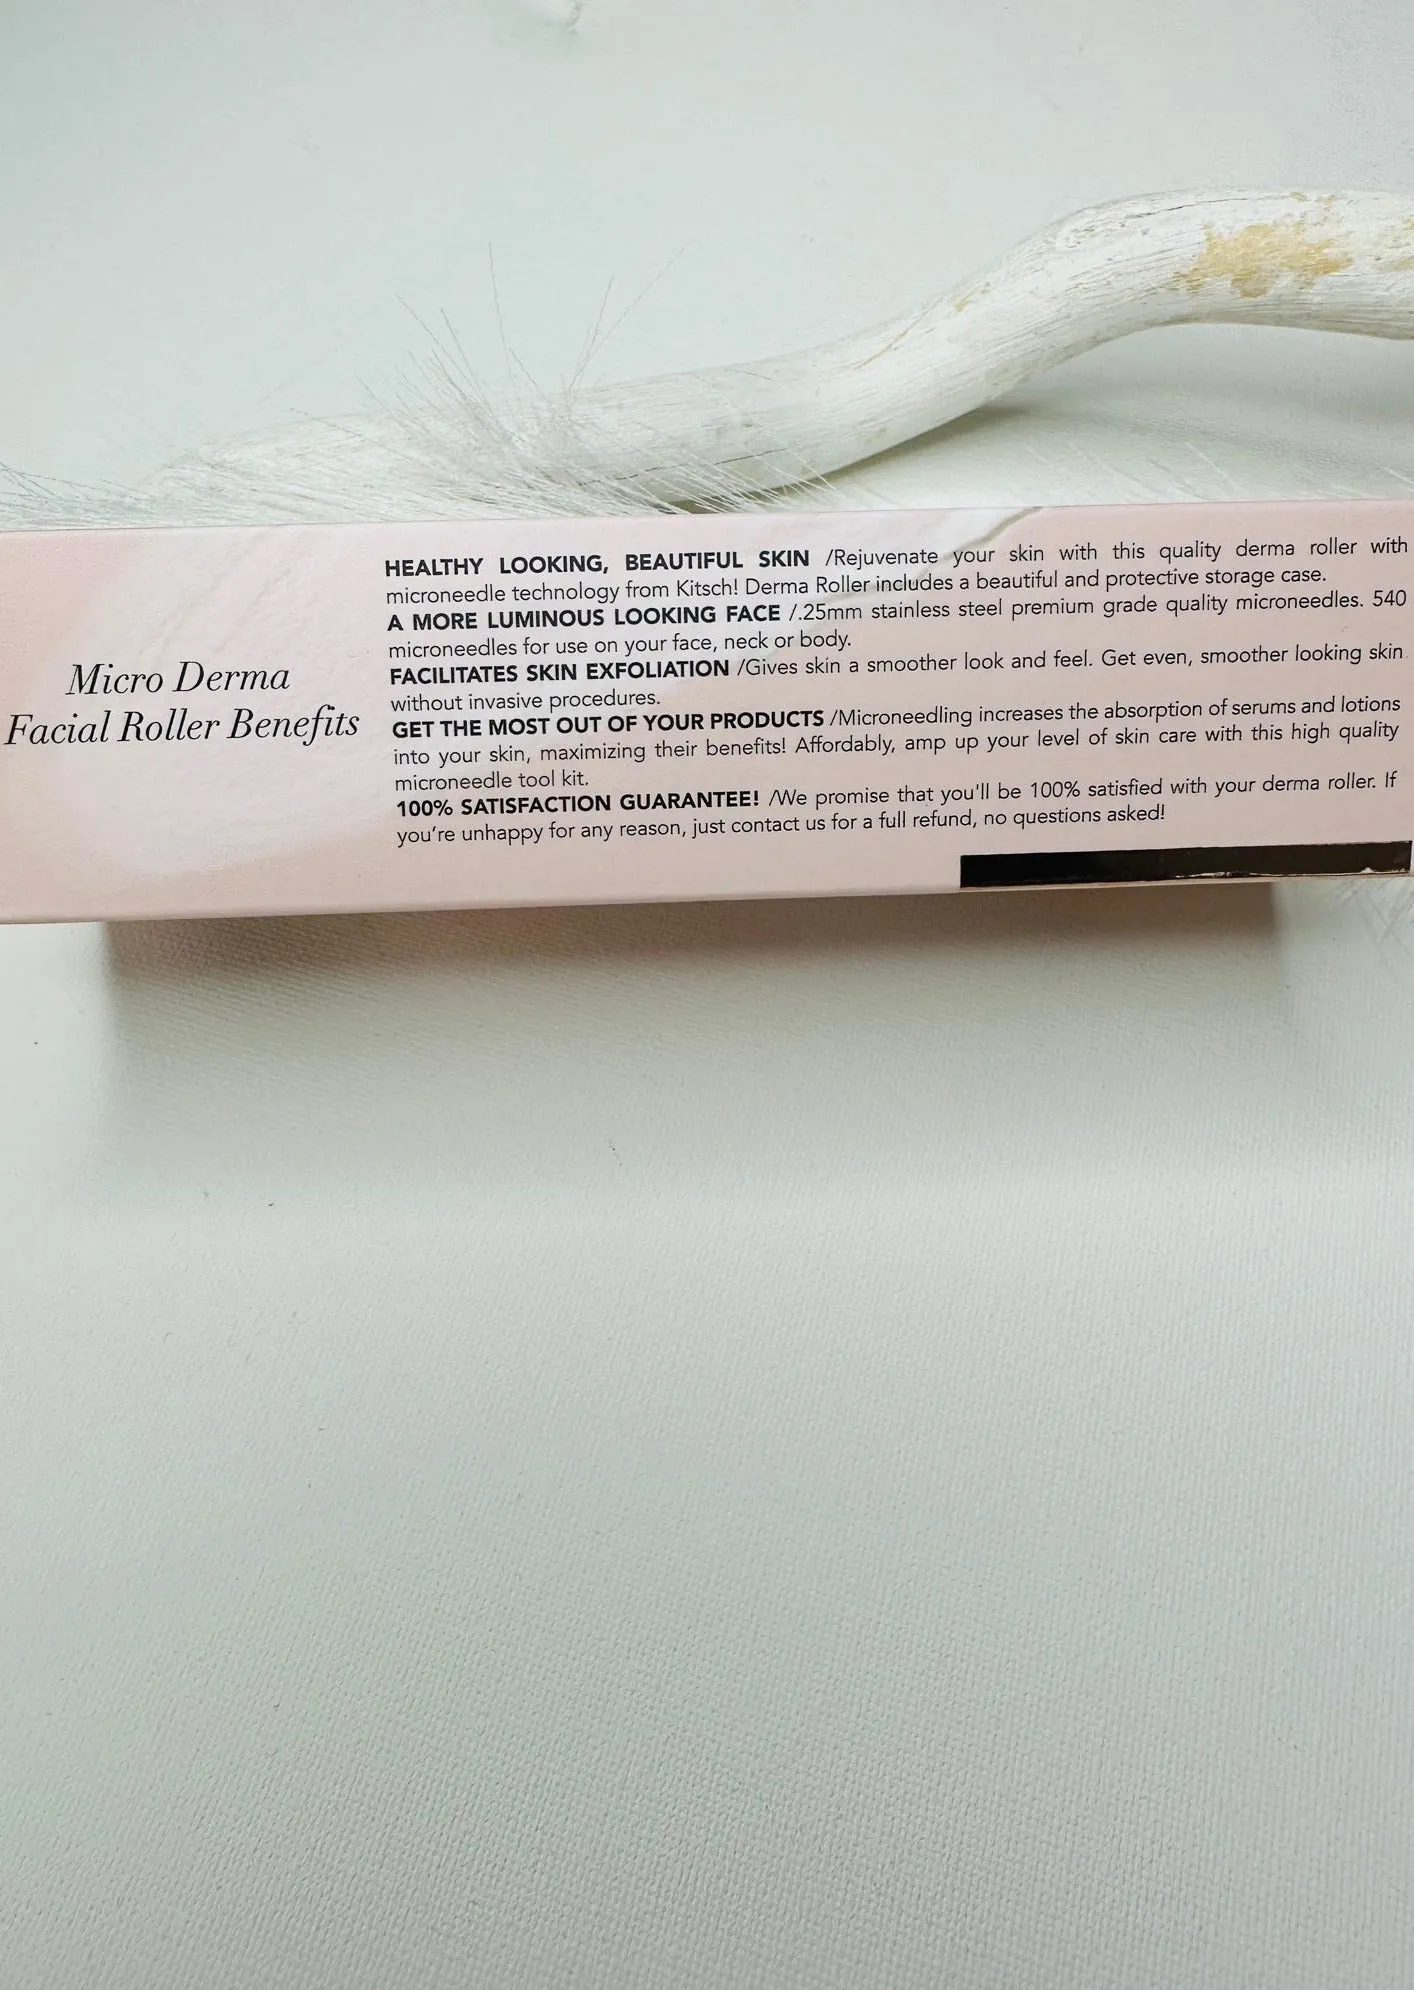 Micro Derma
Facial Roller Benefits
HEALTHY LOOKING, BEAUTIFUL SKIN /Rejuvenate your skin with this quality derma roller with
microneedle technology from Kitsch! Derma Roller includes a beautiful and protective storage case.
A MORE LUMINOUS LOOKING FACE /.25mm stainless steel premium grade quality microneedles. 540
microneedles for use on your face, neck or body.
FACILITATES SKIN EXFOLIATION /Gives skin a smoother look and feel. Get even, smoother looking skin
without invasive procedures.
GET THE MOST OUT OF YOUR PRODUCTS /Microneedling increases the absorption of serums and lotions
into your skin, maximizing their benefits! Affordably, amp up your level of skin care with this high quality
microneedle tool kit.
100% SATISFACTION GUARANTEE! /We promise that you'll be 100% satisfied with your derma roller. If
you're unhappy for any reason, just contact us for a full refund, no questions asked!